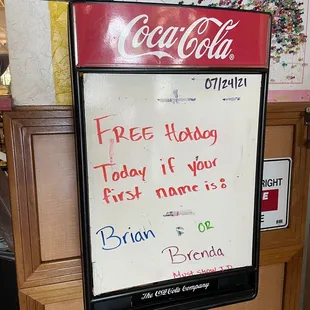 Coca-Cola
07/24/21
FREE Hotdog
Today if your
first name is:
Brian OR
Brenda
Must Show I.D
The Coca-Cola Company
RIGHT